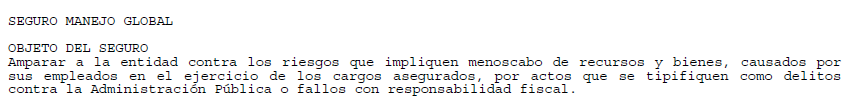 SEGURO MANEJO GLOBAL
OBJETO DEL SEGURO
Amparar a la entidad contra los riesgos que impliquen menoscabo de recursos y bienes, causados por
sus empleados en el ejercicio de los cargos asegurados, por actos que se tipifiquen como delitos
contra la Administración Pública o fallos con responsabilidad fiscal.